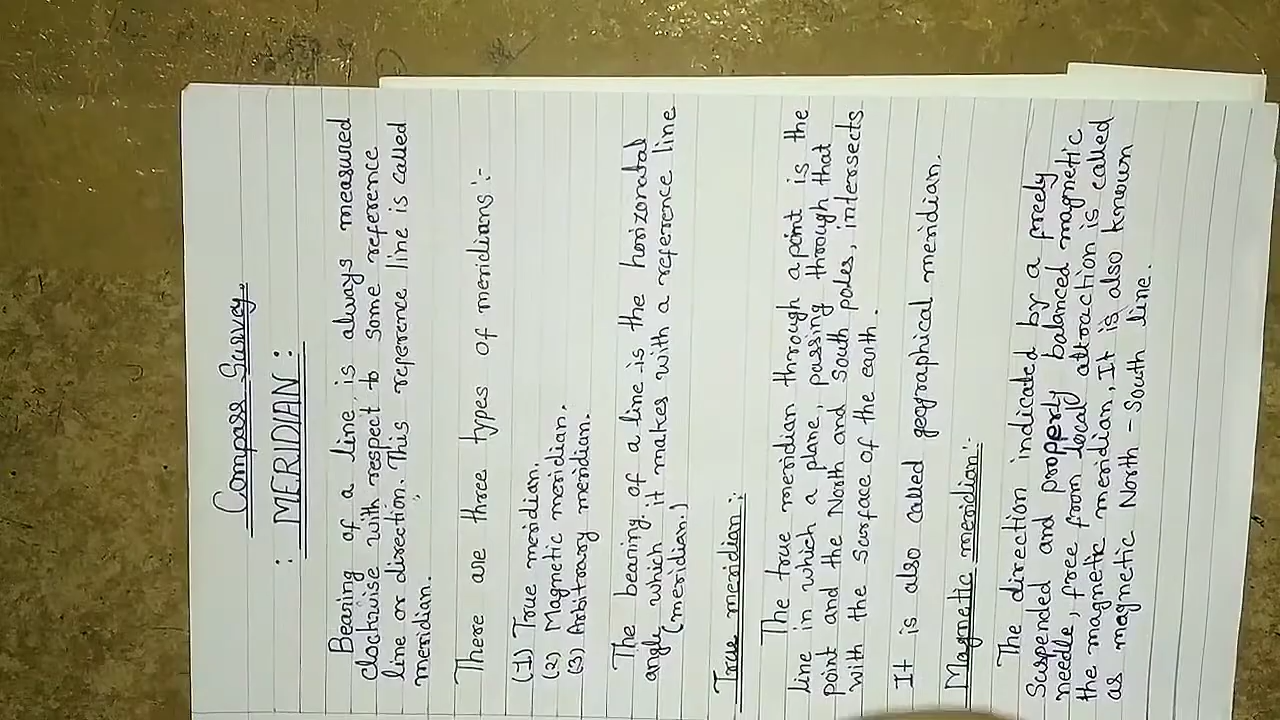 Compass Survey.
: MERIDIAN :
Bearing of a line is always measured
clockwise with respect to some reference
line or direction. This reference line is called
meridian.
There are three types of meridians :-
(1) True meridian.
(2) Magnetic meridian.
(3) Arbitrary meridian.
The bearing of a line is the horizonatal
angle which it makes with a reference line
(meridian.)
True meridian :
The true meridian through a point is the
line in which a plane, passing through that
point and the North and South poles, intersects
with the surface of the earth.
It is also called geographical meridian.
Magnetic meridian :
The direction indicated by a freely
suspended and properly balanced magnetic
needle, free from local attraction is called
the magnetic meridian, It is also known
as magnetic North - South line.